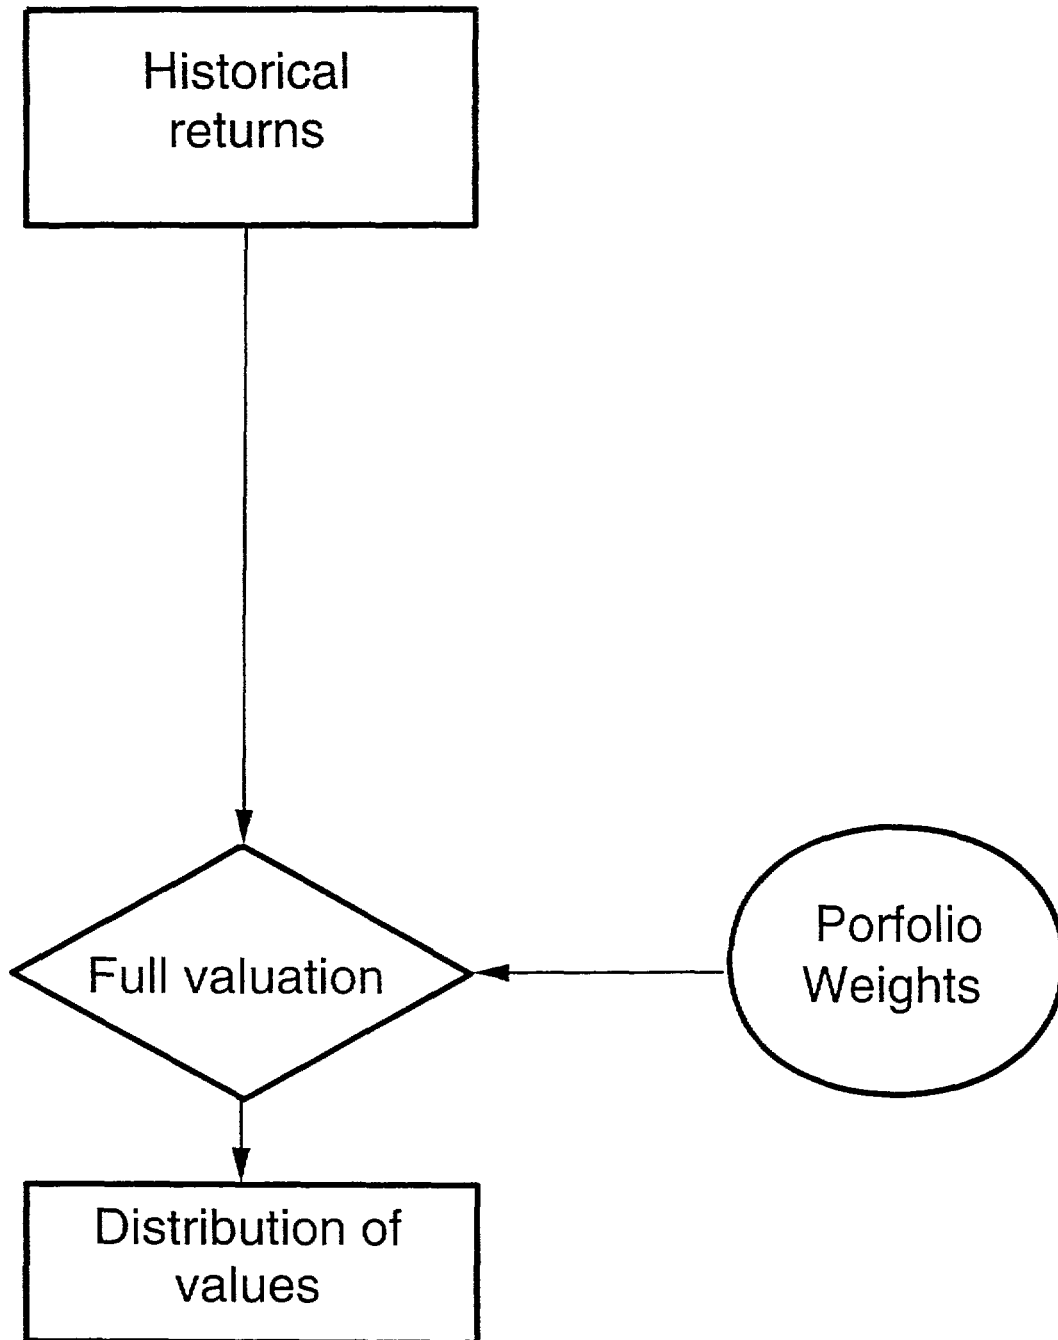 Historical
returns
Full valuation
Porfolio
Weights
Distribution of
values